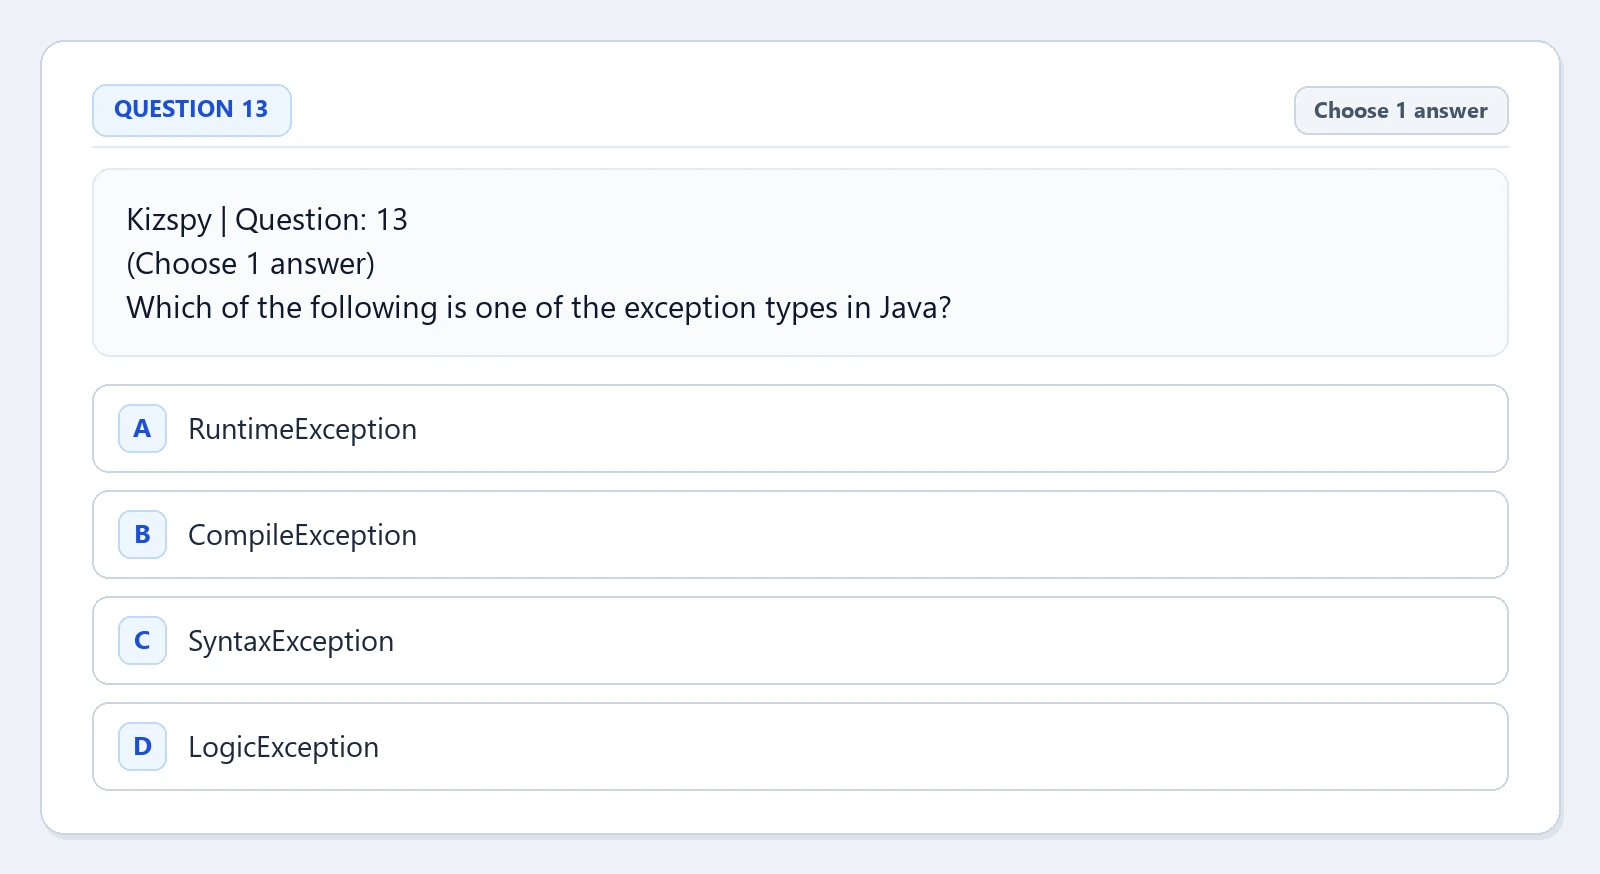 QUESTION 13
Choose 1 answer
Kizspy | Question: 13
(Choose 1 answer)
Which of the following is one of the exception types in Java?
A RuntimeException
B CompileException
C SyntaxException
D LogicException